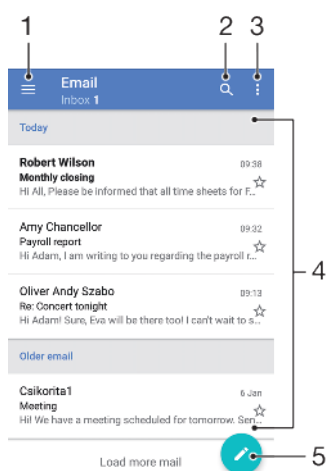 1 2 3
Email
Inbox 1
Today
Robert Wilson 09:38
Monthly closing
Hi All, Please be informed that all time sheets for F...
Amy Chancellor 09:32
Payroll report
Hi Adam, I am writing to you regarding the payroll r...
4
Oliver Andy Szabo 09:13
Re: Concert tonight
Hi Adam! Sure, Eva will be there too! I can't wait to s...
Older email
Csikorita1 6 Jan
Meeting
Hi! We have a meeting scheduled for tomorrow. Sen...
Load more mail
5